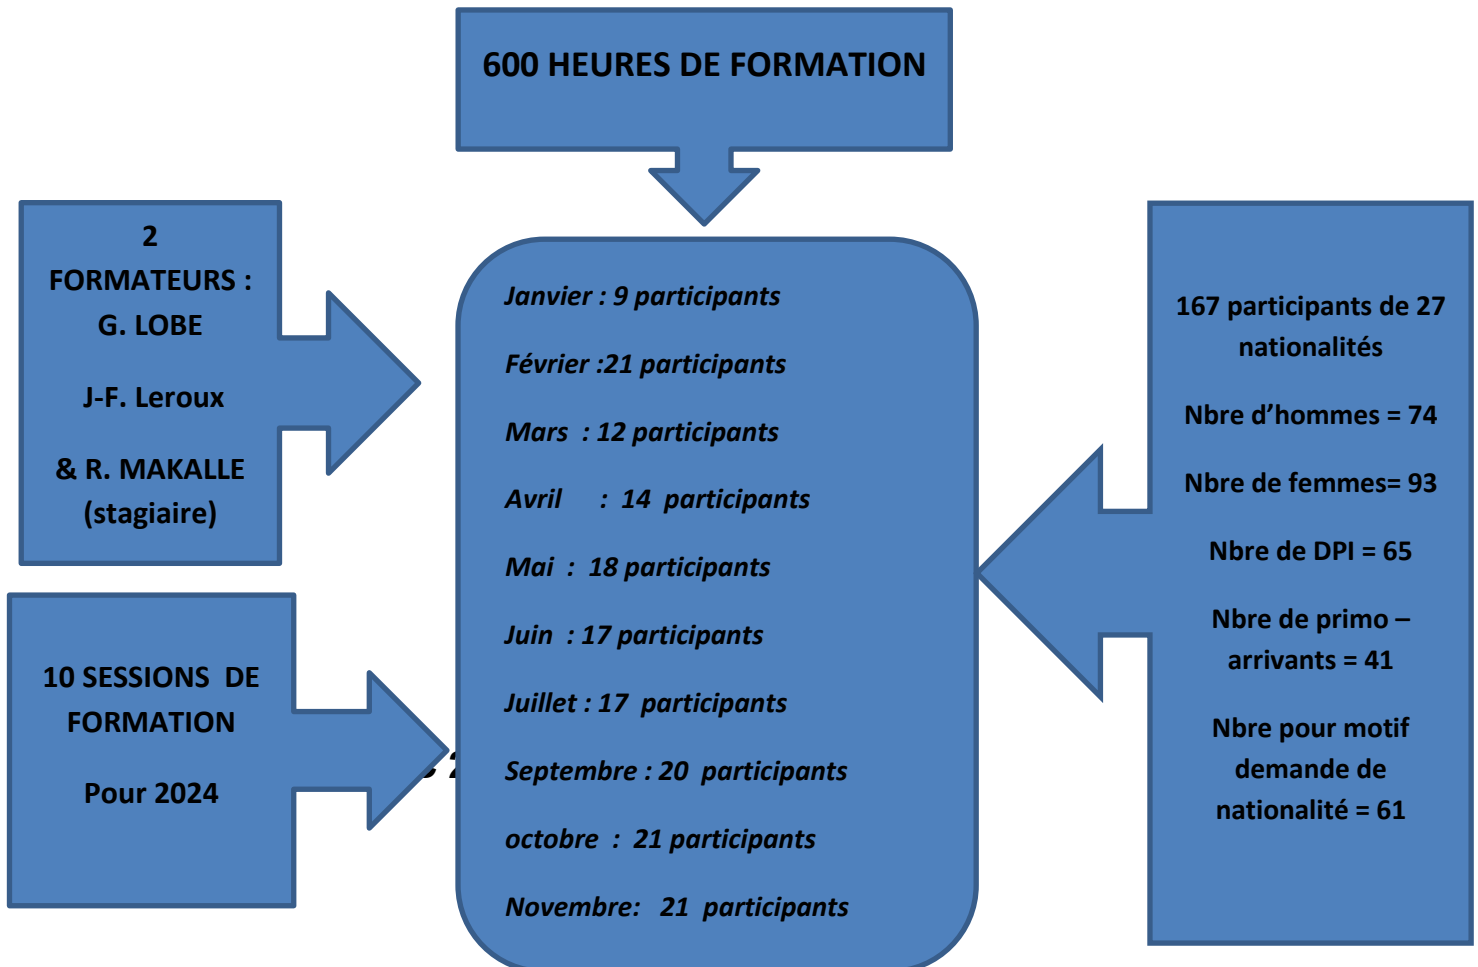 600 HEURES DE FORMATION
2
FORMATEURS :
G. LOBE
J-F. Leroux
& R. MAKALLE
(stagiaire)
10 SESSIONS DE
FORMATION
Pour 2024
Janvier : 9 participants
Février :21 participants
Mars : 12 participants
Avril : 14 participants
Mai : 18 participants
Juin : 17 participants
Juillet : 17 participants
Septembre : 20 participants
octobre : 21 participants
Novembre: 21 participants
167 participants de 27
nationalités
Nbre d’hommes = 74
Nbre de femmes= 93
Nbre de DPI = 65
Nbre de primo –
arrivants = 41
Nbre pour motif
demande de
nationalité = 61